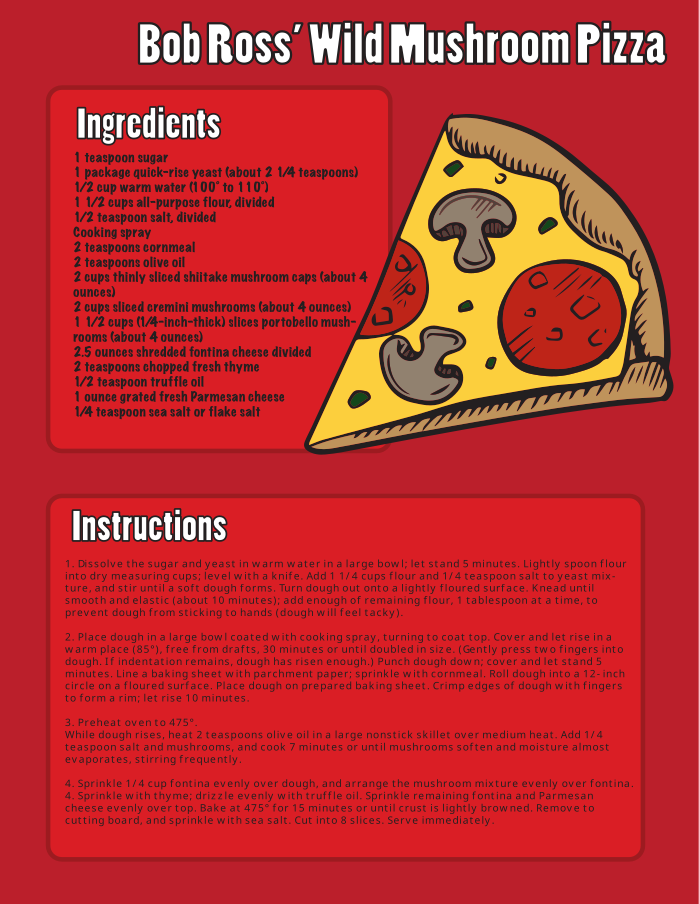 Bob Ross' Wild Mushroom Pizza
Ingredients
1 teaspoon sugar
1 package quick-rise yeast (about 2 1/4 teaspoons)
1/2 cup warm water (100° to 110°)
1 1/2 cups all-purpose flour, divided
1/2 teaspoon salt, divided
Cooking spray
2 teaspoons cornmeal
2 teaspoons olive oil
2 cups thinly sliced shiitake mushroom caps (about 4
ounces)
2 cups sliced cremini mushrooms (about 4 ounces)
1 1/2 cups (1/4-inch-thick) slices portobello mush-
rooms (about 4 ounces)
2.5 ounces shredded fontina cheese divided
2 teaspoons chopped fresh thyme
1/2 teaspoon truffle oil
1 ounce grated fresh Parmesan cheese
1/4 teaspoon sea salt or flake salt
Instructions
1. Dissolve the sugar and yeast in warm water in a large bowl; let stand 5 minutes. Lightly spoon flour
into dry measuring cups; level with a knife. Add 1 1/4 cups flour and 1/4 teaspoon salt to yeast mix-
ture, and stir until a soft dough forms. Turn dough out onto a lightly floured surface. Knead until
smooth and elastic (about 10 minutes); add enough of remaining flour, 1 tablespoon at a time, to
prevent dough from sticking to hands (dough will feel tacky).
2. Place dough in a large bowl coated with cooking spray, turning to coat top. Cover and let rise in a
warm place (85°), free from drafts, 30 minutes or until doubled in size. (Gently press two fingers into
dough. If indentation remains, dough has risen enough.) Punch dough down; cover and let stand 5
minutes. Line a baking sheet with parchment paper; sprinkle with cornmeal. Roll dough into a 12-inch
circle on a floured surface. Place dough on prepared baking sheet. Crimp edges of dough with fingers
to form a rim; let rise 10 minutes.
3. Preheat oven to 475°.
While dough rises, heat 2 teaspoons olive oil in a large nonstick skillet over medium heat. Add 1/4
teaspoon salt and mushrooms, and cook 7 minutes or until mushrooms soften and moisture almost
evaporates, stirring frequently.
4. Sprinkle 1/4 cup fontina evenly over dough, and arrange the mushroom mixture evenly over fontina.
4. Sprinkle with thyme; drizzle evenly with truffle oil. Sprinkle remaining fontina and Parmesan
cheese evenly over top. Bake at 475° for 15 minutes or until crust is lightly browned. Remove to
cutting board, and sprinkle with sea salt. Cut into 8 slices. Serve immediately.